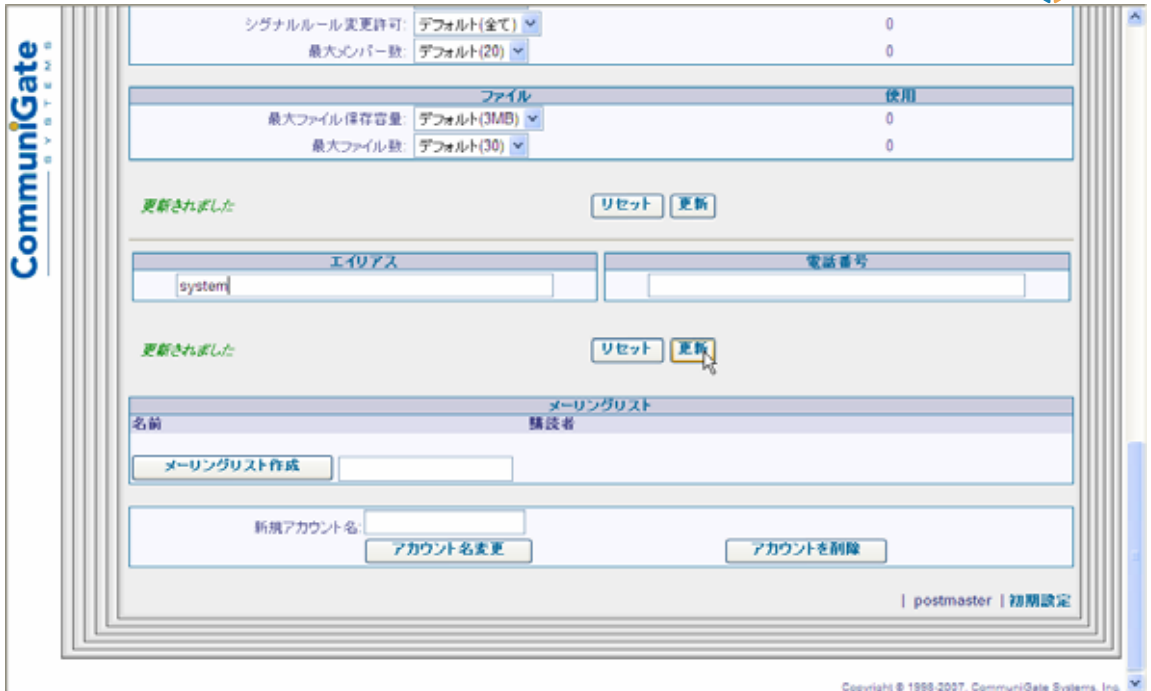 CommuniGate
SYSTEMS
シグナルルール変更許可: デフォルト(全て) 0
最大メンバー数: デフォルト(20) 0
ファイル 使用
最大ファイル保存容量: デフォルト(3MB) 0
最大ファイル数: デフォルト(30) 0
更新されました リセット 更新
エイリアス 電話番号
system
更新されました リセット 更新
メーリングリスト
名前 購読者
メーリングリスト作成
新規アカウント名:
アカウント名変更 アカウントを削除
| postmaster | 初期設定
Copyright © 1998-2007, CommuniGate Systems, Inc.